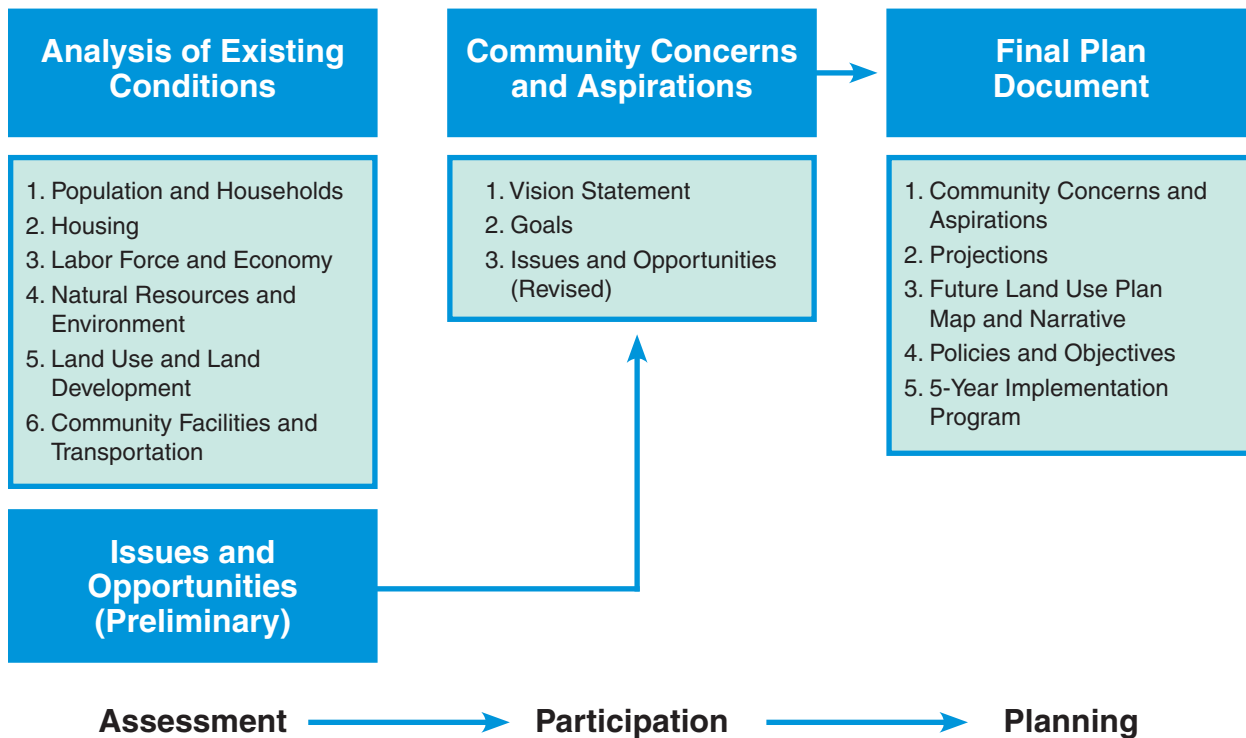 Analysis of Existing
Conditions
1. Population and Households
2. Housing
3. Labor Force and Economy
4. Natural Resources and
Environment
5. Land Use and Land
Development
6. Community Facilities and
Transportation
Issues and
Opportunities
(Preliminary)
Community Concerns
and Aspirations
1. Vision Statement
2. Goals
3. Issues and Opportunities
(Revised)
Final Plan
Document
1. Community Concerns and
Aspirations
2. Projections
3. Future Land Use Plan
Map and Narrative
4. Policies and Objectives
5. 5-Year Implementation
Program
Assessment
Participation
Planning